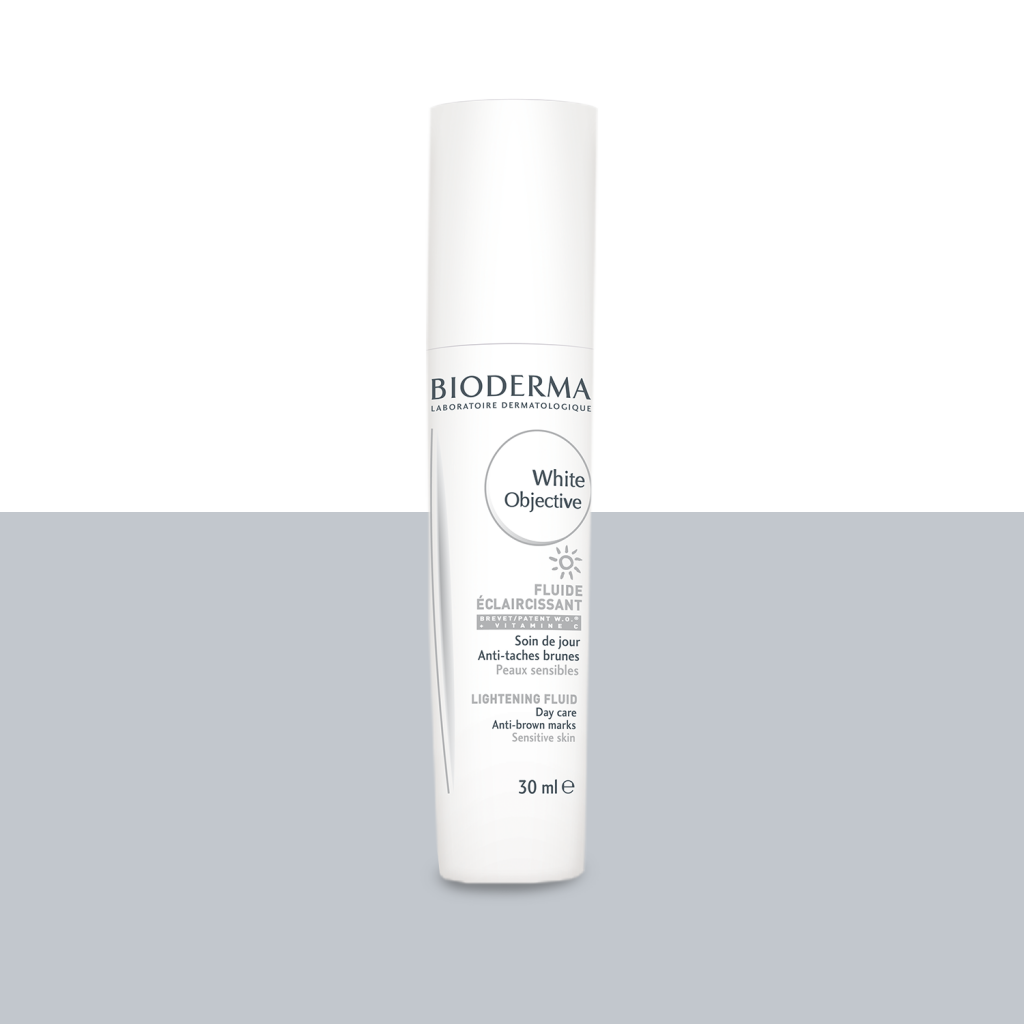 BIODERMA
LABORATOIRE DERMATOLOGIQUE
White
Objective
FLUIDE
ÉCLAIRCISSANT
BREVET/PATENT W.O.®
+ VITAMINE C
Soin de jour
Anti-taches brunes
Peaux sensibles
LIGHTENING FLUID
Day care
Anti-brown marks
Sensitive skin
30 ml ℮